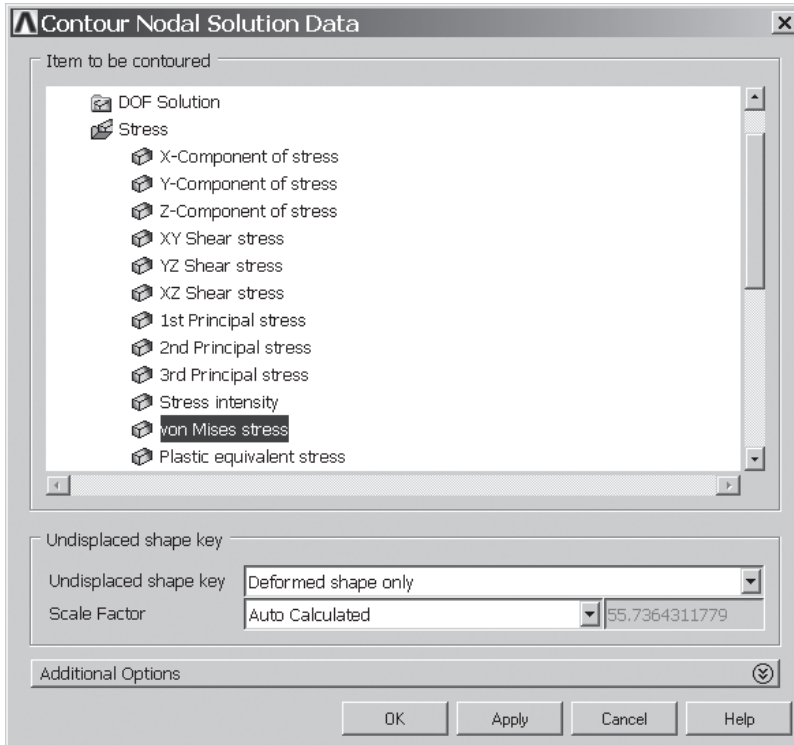 Contour Nodal Solution Data
Item to be contoured
DOF Solution
Stress
X-Component of stress
Y-Component of stress
Z-Component of stress
XY Shear stress
YZ Shear stress
XZ Shear stress
1st Principal stress
2nd Principal stress
3rd Principal stress
Stress intensity
von Mises stress
Plastic equivalent stress
Undisplaced shape key
Undisplaced shape key Deformed shape only
Scale Factor Auto Calculated 55.7364311779
Additional Options
OK Apply Cancel Help